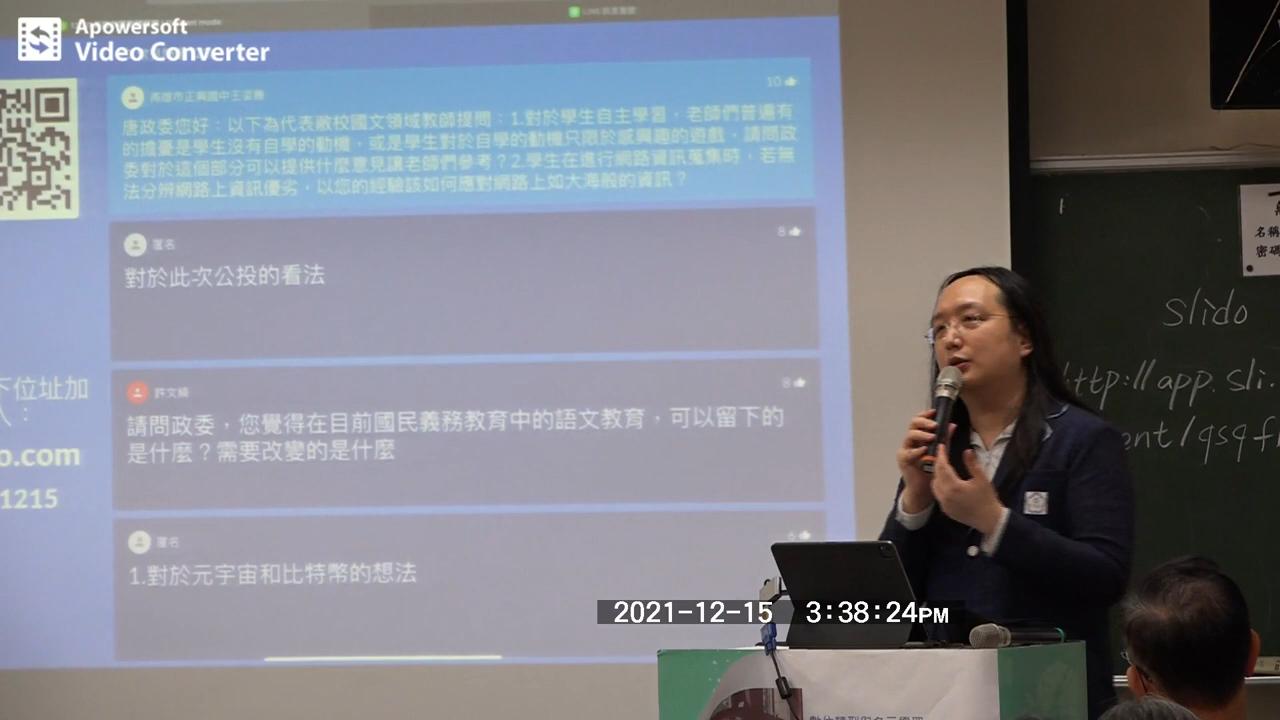 Apowersoft
Video Converter
高雄市正興國中王姿雅
10
唐政委您好：以下為代表敝校國文領域教師提問：1.對於學生自主學習，老師們普遍有
的擔憂是學生沒有自學的動機，或是學生對於自學的動機只限於感興趣的遊戲，請問政
委對於這個部分可以提供什麼意見讓老師們參考？2.學生在進行網路資訊蒐集時，若無
法分辨網路上資訊優劣，以您的經驗該如何應對網路上如大海般的資訊？
匿名
8
對於此次公投的看法
8
請問政委，您覺得在目前國民義務教育中的語文教育，可以留下的
是什麼？需要改變的是什麼
匿名
6
1.對於元宇宙和比特幣的想法
下位址加
入：
o.com
1215
名稱
密碼
slido
http://app.sli.
ent/qsqf
2021-12-15 3:38:24PM